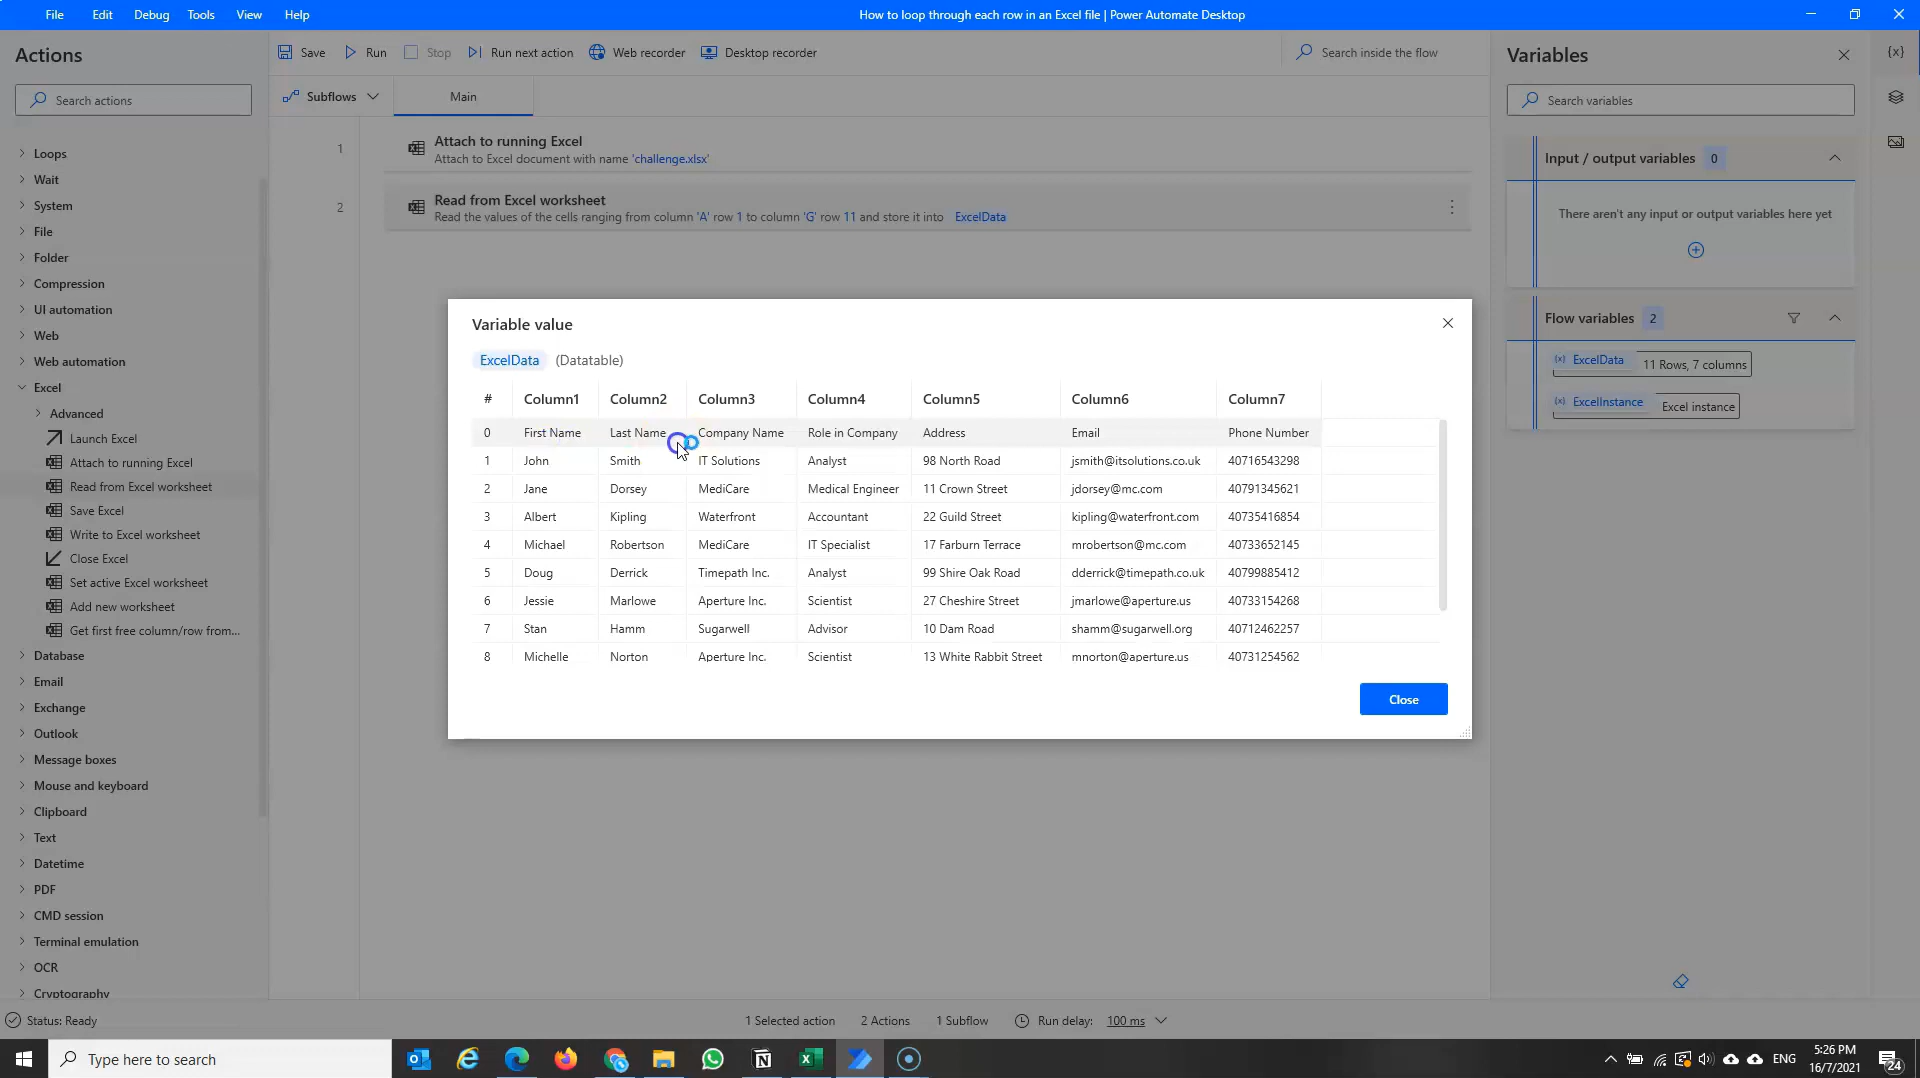 File Edit Debug Tools View Help How to loop through each row in an Excel file | Power Automate Desktop
Actions
Search actions
Loops
Wait
System
File
Folder
Compression
UI automation
Web
Web automation
Excel
Advanced
Launch Excel
Attach to running Excel
Read from Excel worksheet
Save Excel
Write to Excel worksheet
Close Excel
Set active Excel worksheet
Add new worksheet
Get first free column/row from...
Database
Email
Exchange
Outlook
Message boxes
Mouse and keyboard
Clipboard
Text
Datetime
PDF
CMD session
Terminal emulation
OCR
Cryptography
Save Run Stop Run next action Web recorder Desktop recorder Search inside the flow
Subflows Main
1 Attach to running Excel
Attach to Excel document with name 'challenge.xlsx'
2 Read from Excel worksheet
Read the values of the cells ranging from column 'A' row 1 to column 'G' row 11 and store it into ExcelData
Variable value
ExcelData (Datatable)
# Column1 Column2 Column3 Column4 Column5 Column6 Column7
0 First Name Last Name Company Name Role in Company Address Email Phone Number
1 John Smith IT Solutions Analyst 98 North Road jsmith@itsolutions.co.uk 40716543298
2 Jane Dorsey MediCare Medical Engineer 11 Crown Street jdorsey@mc.com 40791345621
3 Albert Kipling Waterfront Accountant 22 Guild Street kipling@waterfront.com 40735416854
4 Michael Robertson MediCare IT Specialist 17 Farburn Terrace mrobertson@mc.com 40733652145
5 Doug Derrick Timepath Inc. Analyst 99 Shire Oak Road dderrick@timepath.co.uk 40799885412
6 Jessie Marlowe Aperture Inc. Scientist 27 Cheshire Street jmarlowe@aperture.us 40733154268
7 Stan Hamm Sugarwell Advisor 10 Dam Road shamm@sugarwell.org 40712462257
8 Michelle Norton Aperture Inc. Scientist 13 White Rabbit Street mnorton@aperture.us 40731254562
Close
Variables
{x}
Search variables
Input / output variables 0
There aren't any input or output variables here yet
Flow variables 2
{x} ExcelData 11 Rows, 7 columns
{x} ExcelInstance Excel instance
Status: Ready 1 Selected action 2 Actions 1 Subflow Run delay: 100 ms
Type here to search
ENG
5:26 PM
16/7/2021
24